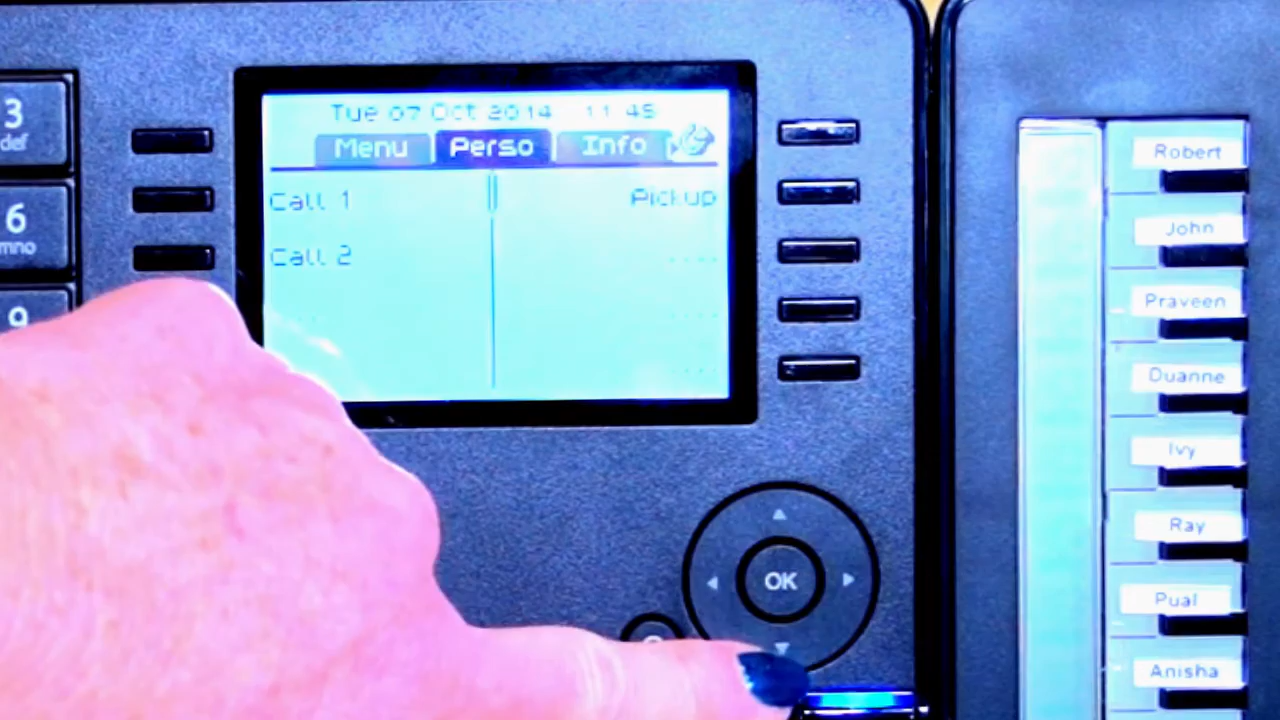 Tue 07 Oct 2014 11:45
Menu Perso Info
Call 1 Pickup
Call 2
3
def
6
mno
9
OK
Robert
John
Praveen
Duanne
Ivy
Ray
Pual
Anisha